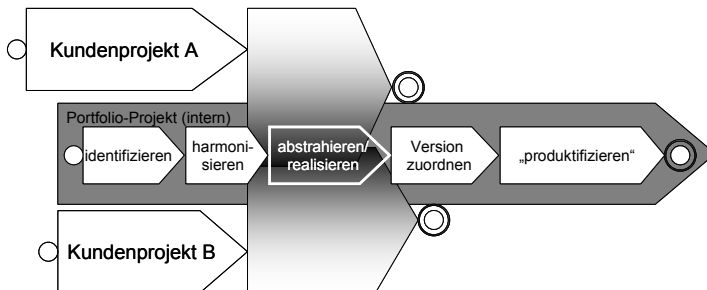 Kundenprojekt A
Portfolio-Projekt (intern)
identifizieren
harmoni-
sieren
abstrahieren/
realisieren
Version
zuordnen
„produktifizieren“
Kundenprojekt B